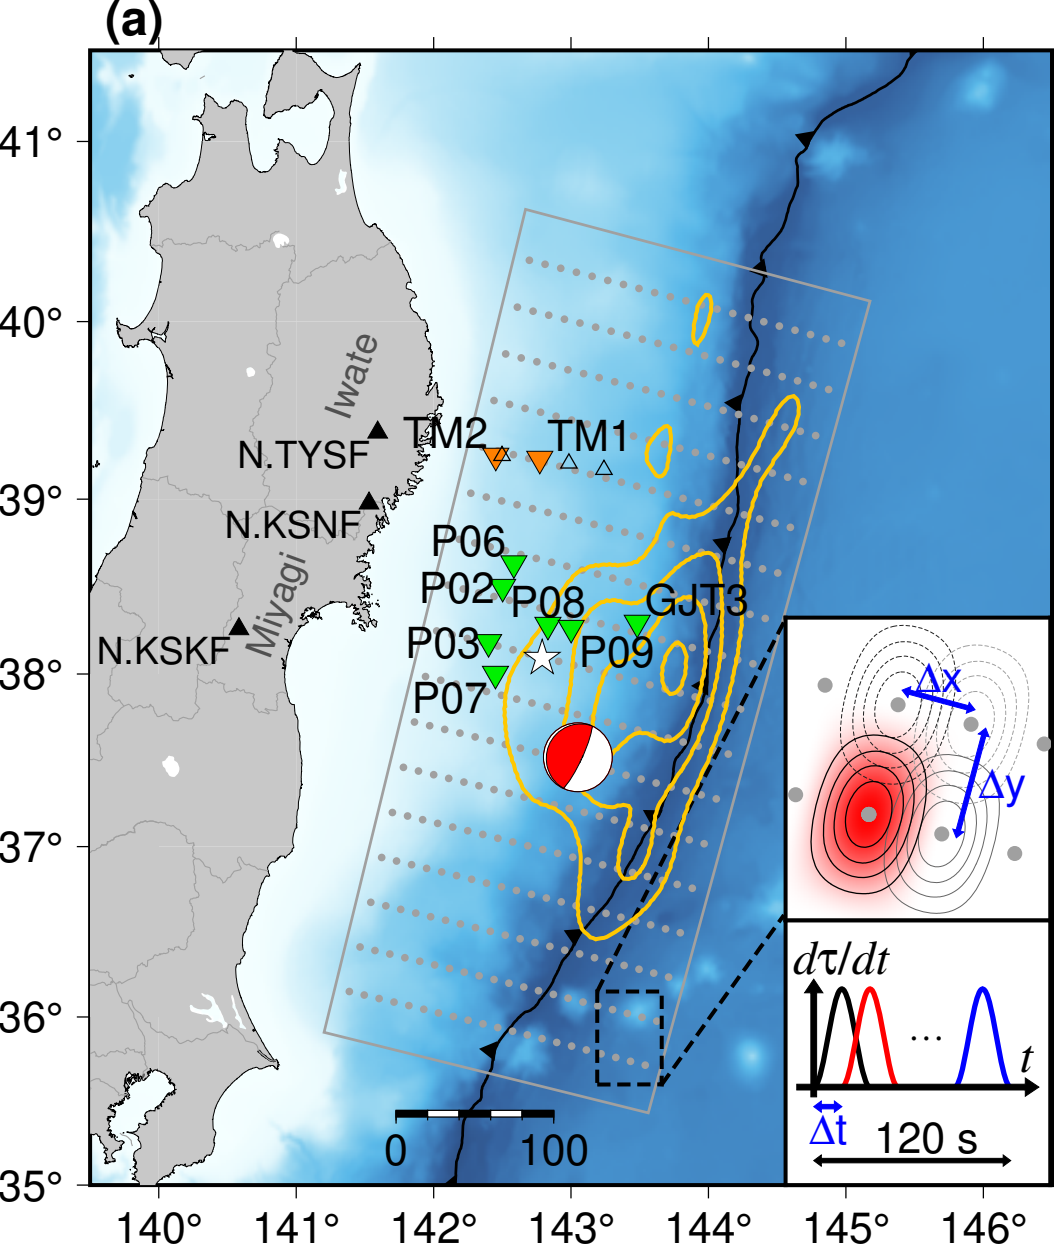 (a)
41°
40°
39°
38°
37°
36°
35°
Iwate
Miyagi
N.TYSF
N.KSNF
N.KSKF
TM2
TM1
P06
P02
P08
GJT3
P03
P09
P07
Δx
Δy
dτ/dt
...
t
Δt
120 s
0 100
140° 141° 142° 143° 144° 145° 146°